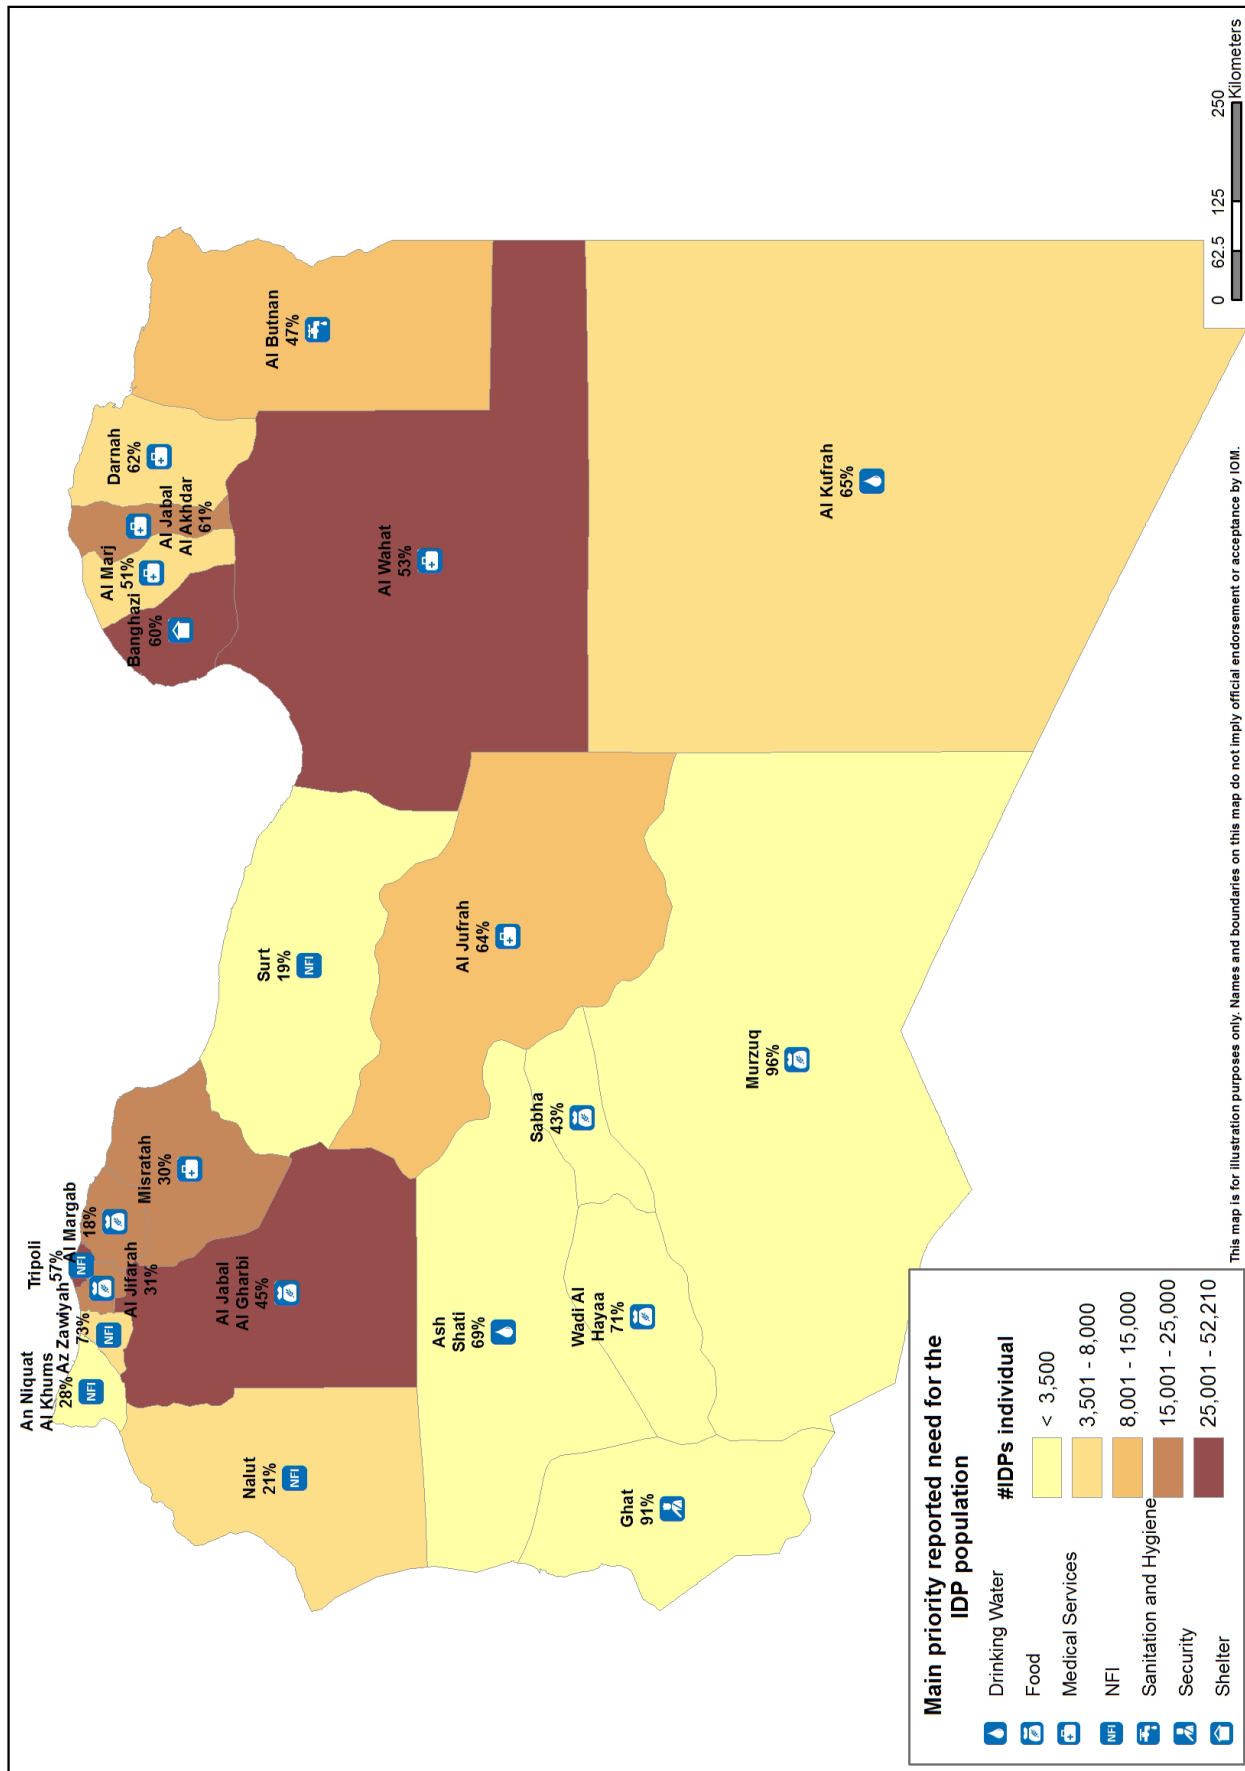 An Niquat
Al Khums
28%
NFI
Az Zawiyah
73%
NFI
Tripoli
57%
NFI
Al Jifarah
31%
Al Margab
18%
Misratah
30%
Al Jabal
Al Gharbi
45%
Nalut
21%
NFI
Surt
19%
NFI
Banghazi
60%
Al Marj
51%
Al Jabal
Al Akhdar
61%
Darnah
62%
Al Butnan
47%
Al Wahat
53%
Al Jufrah
64%
Ash
Shati
69%
Sabha
43%
Wadi Al
Hayaa
71%
Ghat
91%
Murzuq
96%
Al Kufrah
65%
Main priority reported need for the
IDP population
Drinking Water
Food
Medical Services
NFI NFI
Sanitation and Hygiene
Security
Shelter
#IDPs individual
< 3,500
3,501 - 8,000
8,001 - 15,000
15,001 - 25,000
25,001 - 52,210
0 62.5 125 250
Kilometers
This map is for illustration purposes only. Names and boundaries on this map do not imply official endorsement or acceptance by IOM.